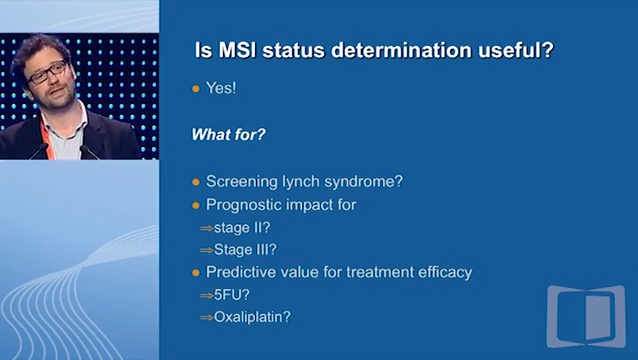 Is MSI status determination useful?
● Yes!
What for?
● Screening lynch syndrome?
● Prognostic impact for
⇒stage II?
⇒Stage III?
● Predictive value for treatment efficacy
⇒5FU?
⇒Oxaliplatin?